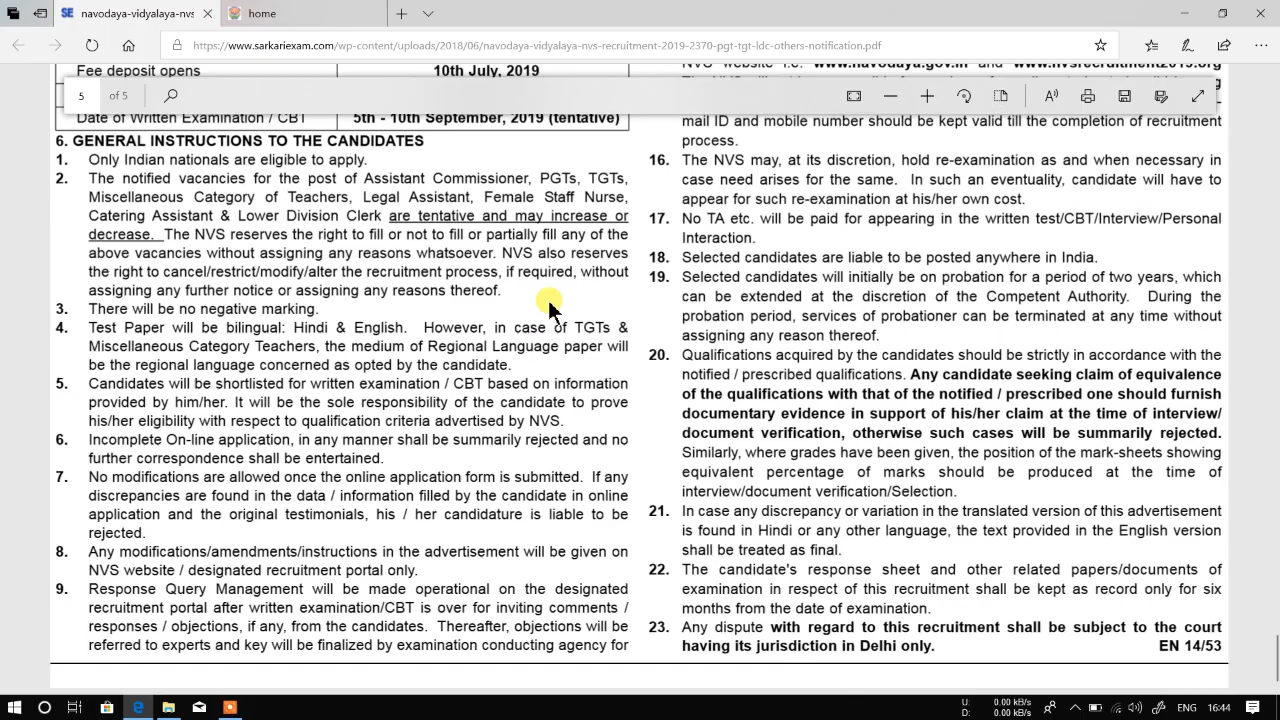 navodaya-vidyalaya-nvs
home
https://www.sarkariexam.com/wp-content/uploads/2018/06/navodaya-vidyalaya-nvs-recruitment-2019-2370-pgt-tgt-ldc-others-notification.pdf
Fee deposit opens 10th July, 2019
5 of 5
Date of Written Examination / CBT 5th - 10th September, 2019 (tentative)
6. GENERAL INSTRUCTIONS TO THE CANDIDATES
1. Only Indian nationals are eligible to apply.
2. The notified vacancies for the post of Assistant Commissioner, PGTs, TGTs,
Miscellaneous Category of Teachers, Legal Assistant, Female Staff Nurse,
Catering Assistant & Lower Division Clerk are tentative and may increase or
decrease. The NVS reserves the right to fill or not to fill or partially fill any of the
above vacancies without assigning any reasons whatsoever. NVS also reserves
the right to cancel/restrict/modify/alter the recruitment process, if required, without
assigning any further notice or assigning any reasons thereof.
3. There will be no negative marking.
4. Test Paper will be bilingual: Hindi & English. However, in case of TGTs &
Miscellaneous Category Teachers, the medium of Regional Language paper will
be the regional language concerned as opted by the candidate.
5. Candidates will be shortlisted for written examination / CBT based on information
provided by him/her. It will be the sole responsibility of the candidate to prove
his/her eligibility with respect to qualification criteria advertised by NVS.
6. Incomplete On-line application, in any manner shall be summarily rejected and no
further correspondence shall be entertained.
7. No modifications are allowed once the online application form is submitted. If any
discrepancies are found in the data / information filled by the candidate in online
application and the original testimonials, his / her candidature is liable to be
rejected.
8. Any modifications/amendments/instructions in the advertisement will be given on
NVS website / designated recruitment portal only.
9. Response Query Management will be made operational on the designated
recruitment portal after written examination/CBT is over for inviting comments /
responses / objections, if any, from the candidates. Thereafter, objections will be
referred to experts and key will be finalized by examination conducting agency for
NVS website i.e. www.navodaya.gov.in and www.nvsrecruitment2019.org
mail ID and mobile number should be kept valid till the completion of recruitment
process.
16. The NVS may, at its discretion, hold re-examination as and when necessary in
case need arises for the same. In such an eventuality, candidate will have to
appear for such re-examination at his/her own cost.
17. No TA etc. will be paid for appearing in the written test/CBT/Interview/Personal
Interaction.
18. Selected candidates are liable to be posted anywhere in India.
19. Selected candidates will initially be on probation for a period of two years, which
can be extended at the discretion of the Competent Authority. During the
probation period, services of probationer can be terminated at any time without
assigning any reason thereof.
20. Qualifications acquired by the candidates should be strictly in accordance with the
notified / prescribed qualifications. Any candidate seeking claim of equivalence
of the qualifications with that of the notified / prescribed one should furnish
documentary evidence in support of his/her claim at the time of interview/
document verification, otherwise such cases will be summarily rejected.
Similarly, where grades have been given, the position of the mark-sheets showing
equivalent percentage of marks should be produced at the time of
interview/document verification/Selection.
21. In case any discrepancy or variation in the translated version of this advertisement
is found in Hindi or any other language, the text provided in the English version
shall be treated as final.
22. The candidate's response sheet and other related papers/documents of
examination in respect of this recruitment shall be kept as record only for six
months from the date of examination.
23. Any dispute with regard to this recruitment shall be subject to the court
having its jurisdiction in Delhi only. EN 14/53
U: 0.00 kB/s
D: 0.00 kB/s
ENG 16:44